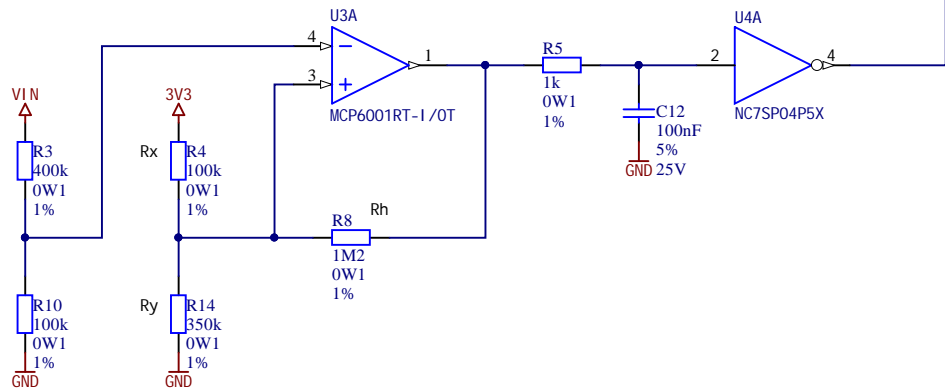 U3A
4
1
3
MCP6001RT-I/OT
R5
1k
0W1
1%
U4A
2
4
NC7SP04P5X
C12
100nF
5%
25V
GND
VIN
R3
400k
0W1
1%
3V3
Rx
R4
100k
0W1
1%
R8
Rh
1M2
0W1
1%
R10
100k
0W1
1%
GND
Ry
R14
350k
0W1
1%
GND